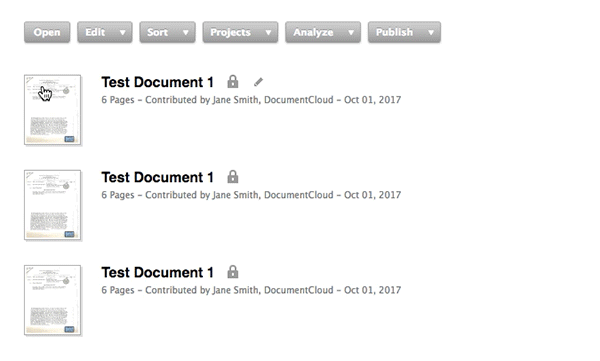 Open Edit ▼ Sort ▼ Projects ▼ Analyze ▼ Publish ▼
Test Document 1
6 Pages – Contributed by Jane Smith, DocumentCloud – Oct 01, 2017
Test Document 1
6 Pages – Contributed by Jane Smith, DocumentCloud – Oct 01, 2017
Test Document 1
6 Pages – Contributed by Jane Smith, DocumentCloud – Oct 01, 2017